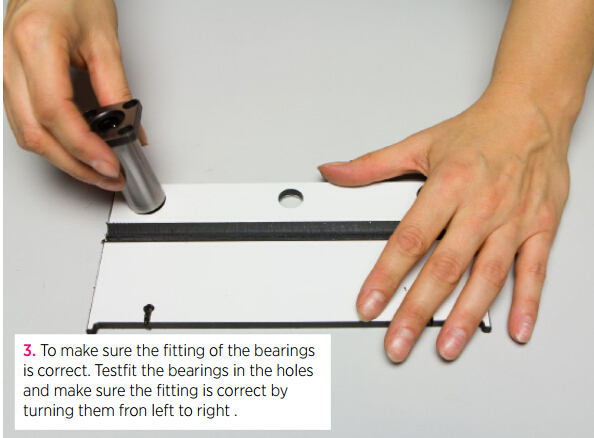 3. To make sure the fitting of the bearings
is correct. Testfit the bearings in the holes
and make sure the fitting is correct by
turning them fron left to right .